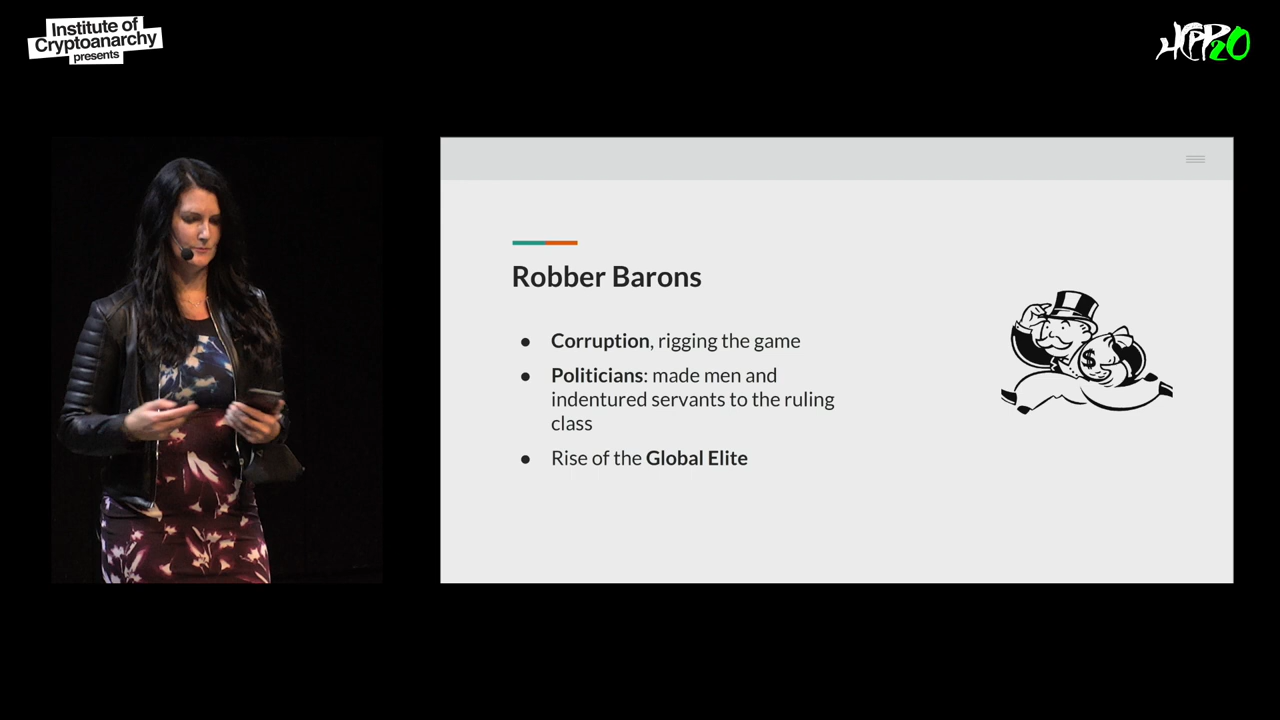 Institute of
Cryptoanarchy
presents
HCPP20
Robber Barons
● Corruption, rigging the game
● Politicians: made men and
indentured servants to the ruling
class
● Rise of the Global Elite
$